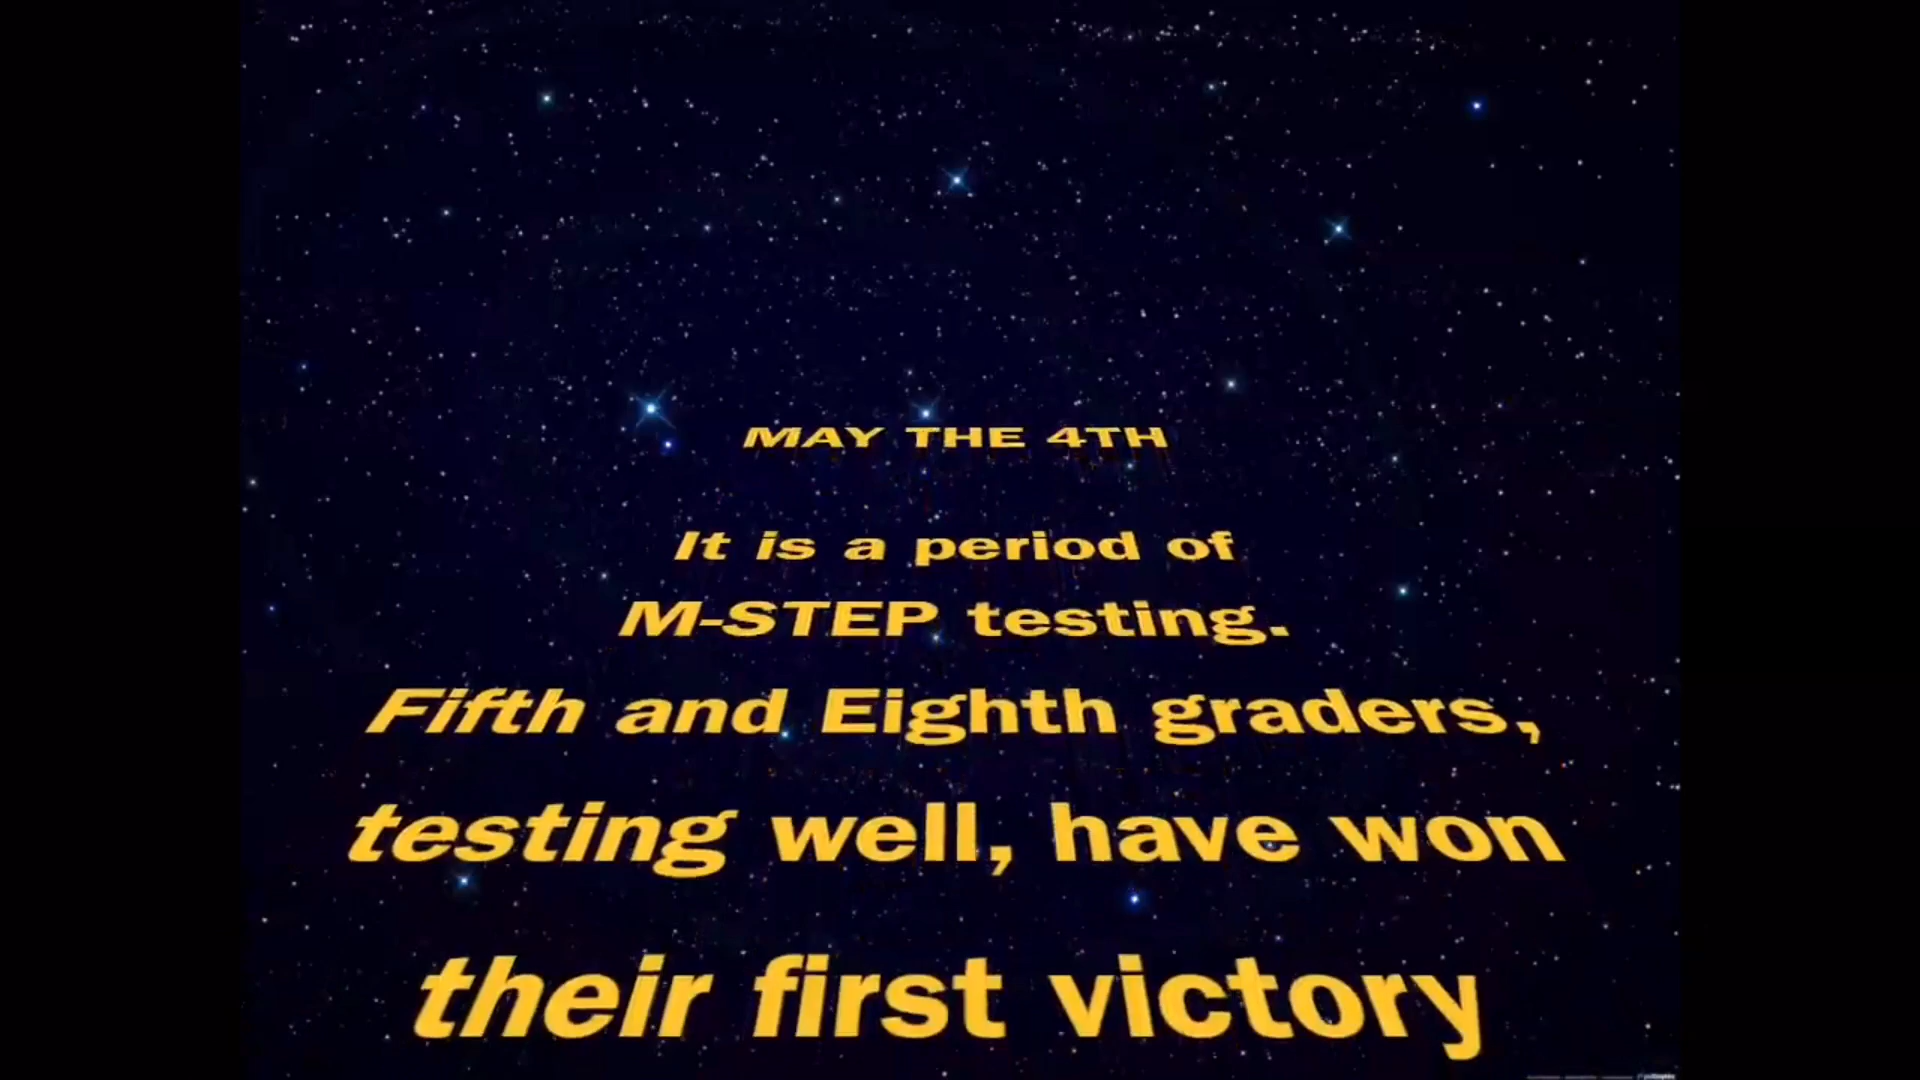 MAY THE 4TH
It is a period of
M-STEP testing.
Fifth and Eighth graders,
testing well, have won
their first victory